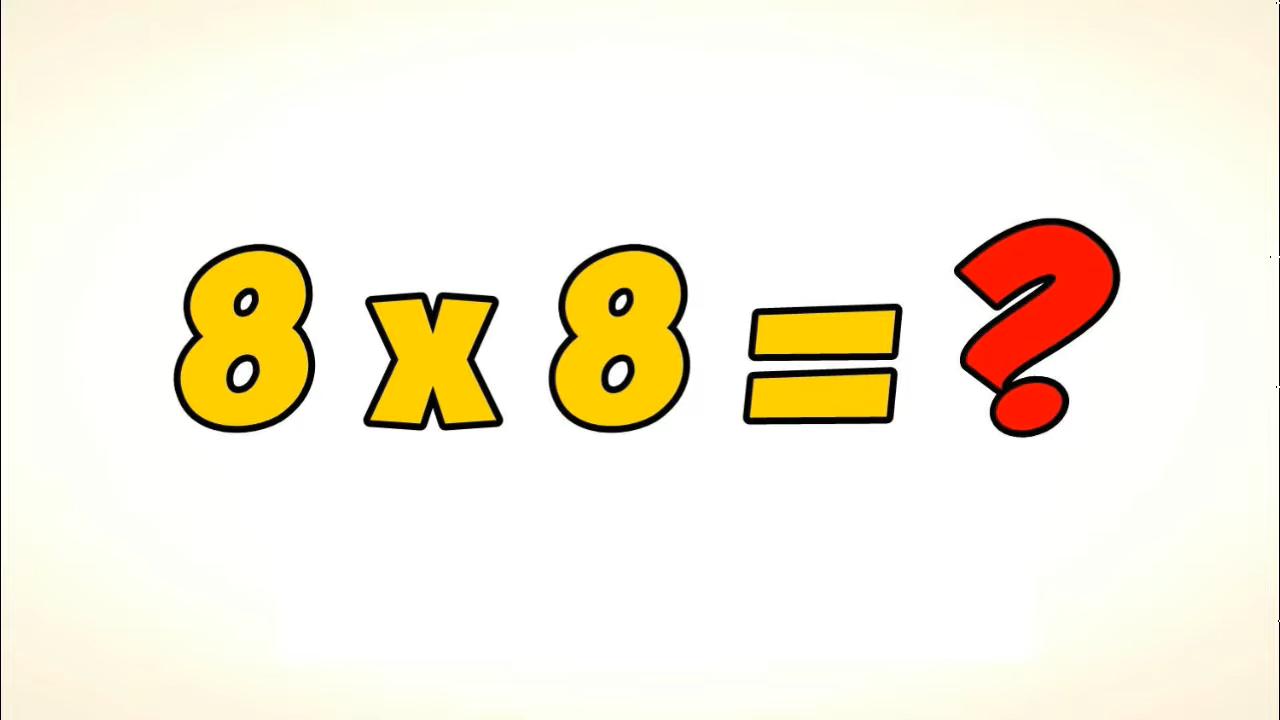 8 x 8 = ?